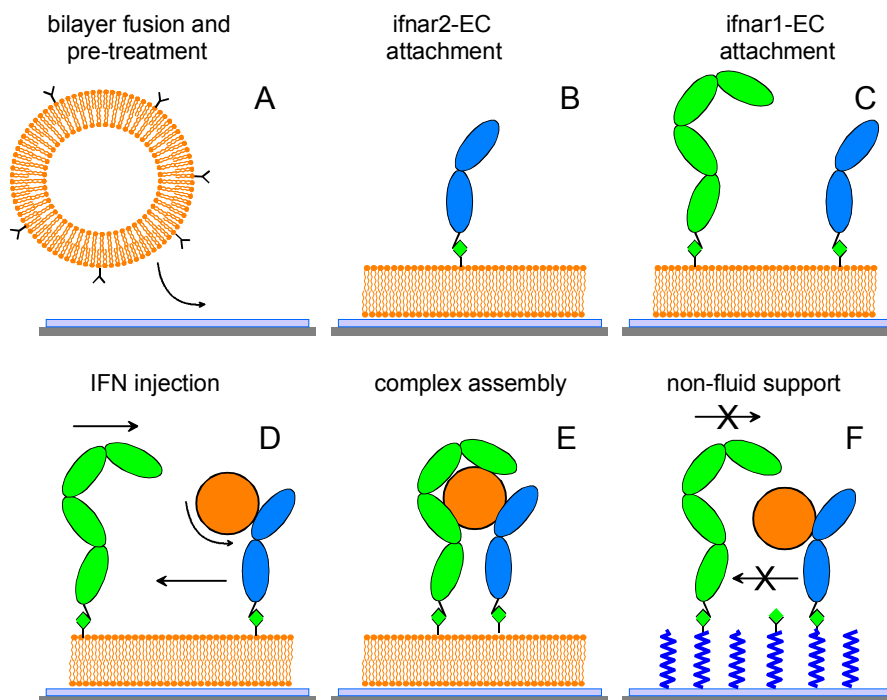 bilayer fusion and
pre-treatment
A
ifnar2-EC
attachment
B
ifnar1-EC
attachment
C
IFN injection
D
complex assembly
E
non-fluid support
X
F
X